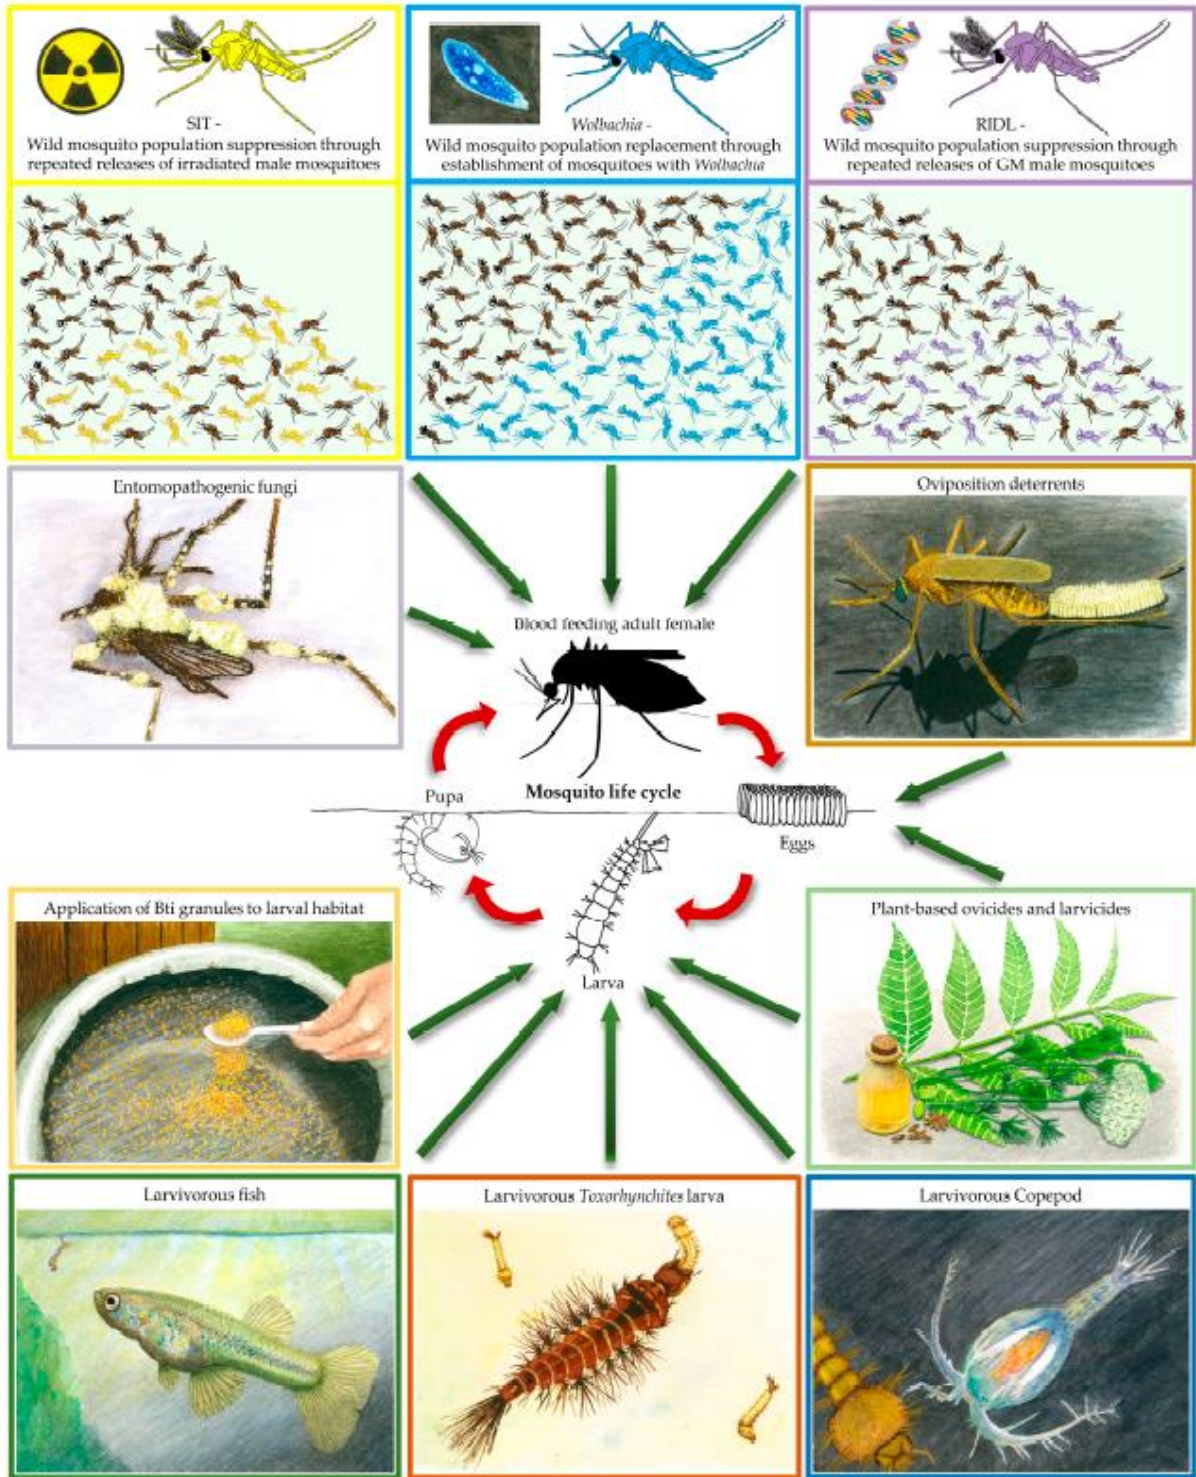 SIT -
Wild mosquito population suppression through
repeated releases of irradiated male mosquitoes
Wolbachia -
Wild mosquito population replacement through
establishment of mosquitoes with Wolbachia
RIDL -
Wild mosquito population suppression through
repeated releases of GM male mosquitoes
Entomopathogenic fungi
Oviposition deterrents
Blood feeding adult female
Pupa
Mosquito life cycle
Eggs
Larva
Application of Bti granules to larval habitat
Plant-based ovicides and larvicides
Larvivorous fish
Larvivorous Toxorhynchites larva
Larvivorous Copepod